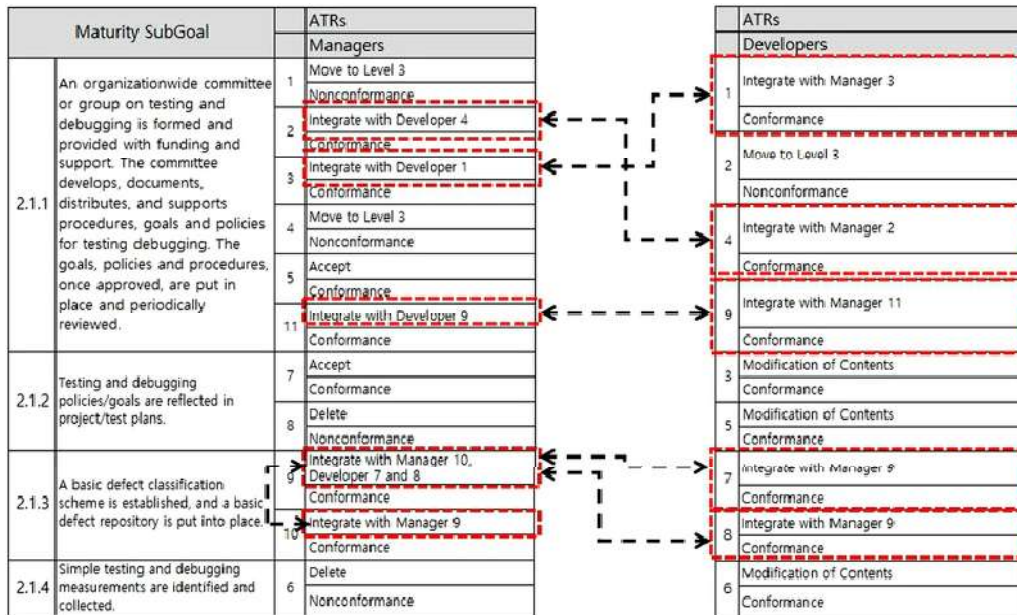 Maturity SubGoal
ATRs
Managers
2.1.1
An organizationwide committee
or group on testing and
debugging is formed and
provided with funding and
support. The committee
develops, documents,
distributes, and supports
procedures, goals and policies
for testing debugging. The
goals, policies and procedures,
once approved, are put in
place and periodically
reviewed.
1
Move to Level 3
Nonconformance
2
Integrate with Developer 4
Conformance
3
Integrate with Developer 1
Conformance
4
Move to Level 3
Nonconformance
5
Accept
Conformance
11
Integrate with Developer 9
Conformance
2.1.2
Testing and debugging
policies/goals are reflected in
project/test plans.
7
Accept
Conformance
8
Delete
Nonconformance
2.1.3
A basic defect classification
scheme is established, and a basic
defect repository is put into place.
9
Integrate with Manager 10,
Developer 7 and 8
Conformance
10
Integrate with Manager 9
Conformance
2.1.4
Simple testing and debugging
measurements are identified and
collected.
6
Delete
Nonconformance
ATRs
Developers
1
Integrate with Manager 3
Conformance
2
Move to Level 3
Nonconformance
4
Integrate with Manager 2
Conformance
9
Integrate with Manager 11
Conformance
3
Modification of Contents
Conformance
5
Modification of Contents
Conformance
7
Integrate with Manager 9
Conformance
8
Integrate with Manager 9
Conformance
6
Modification of Contents
Conformance